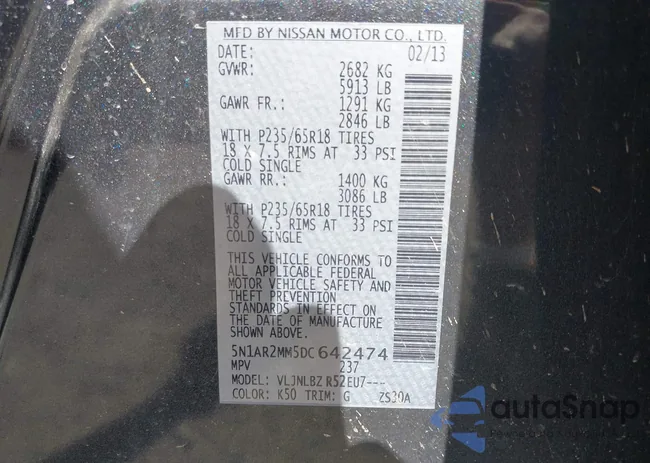 MFD BY NISSAN MOTOR CO., LTD.
DATE: 02/13
GVWR: 2682 KG
5913 LB
GAWR FR.: 1291 KG
2846 LB
WITH P235/65R18 TIRES
18 X 7.5 RIMS AT 33 PSI
COLD SINGLE
GAWR RR.: 1400 KG
3086 LB
WITH P235/65R18 TIRES
18 X 7.5 RIMS AT 33 PSI
COLD SINGLE
THIS VEHICLE CONFORMS TO
ALL APPLICABLE FEDERAL
MOTOR VEHICLE SAFETY AND
THEFT PREVENTION
STANDARDS IN EFFECT ON
THE DATE OF MANUFACTURE
SHOWN ABOVE.
5N1AR2MM5DC642474
MPV 237
MODEL: VLJNLBZ R52EU7---
COLOR: K50 TRIM: G ZS30A
autaSnap